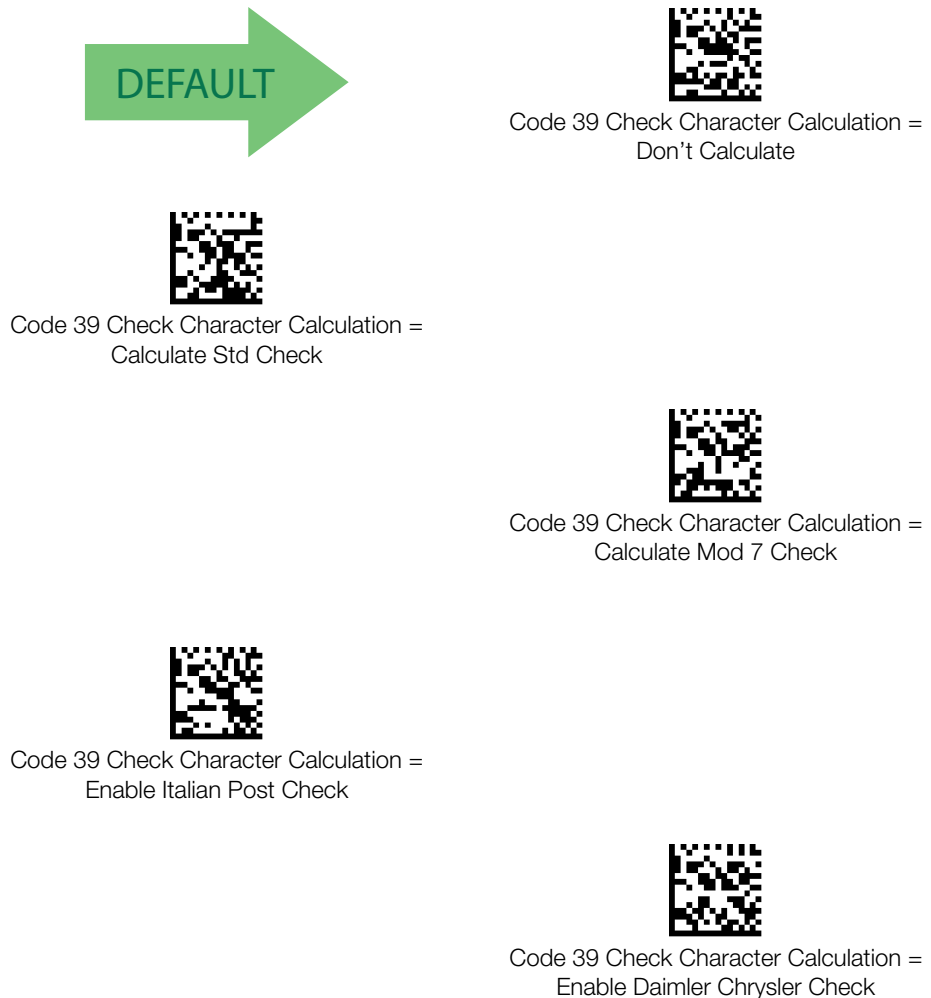 DEFAULT
Code 39 Check Character Calculation =
Don’t Calculate
Code 39 Check Character Calculation =
Calculate Std Check
Code 39 Check Character Calculation =
Calculate Mod 7 Check
Code 39 Check Character Calculation =
Enable Italian Post Check
Code 39 Check Character Calculation =
Enable Daimler Chrysler Check